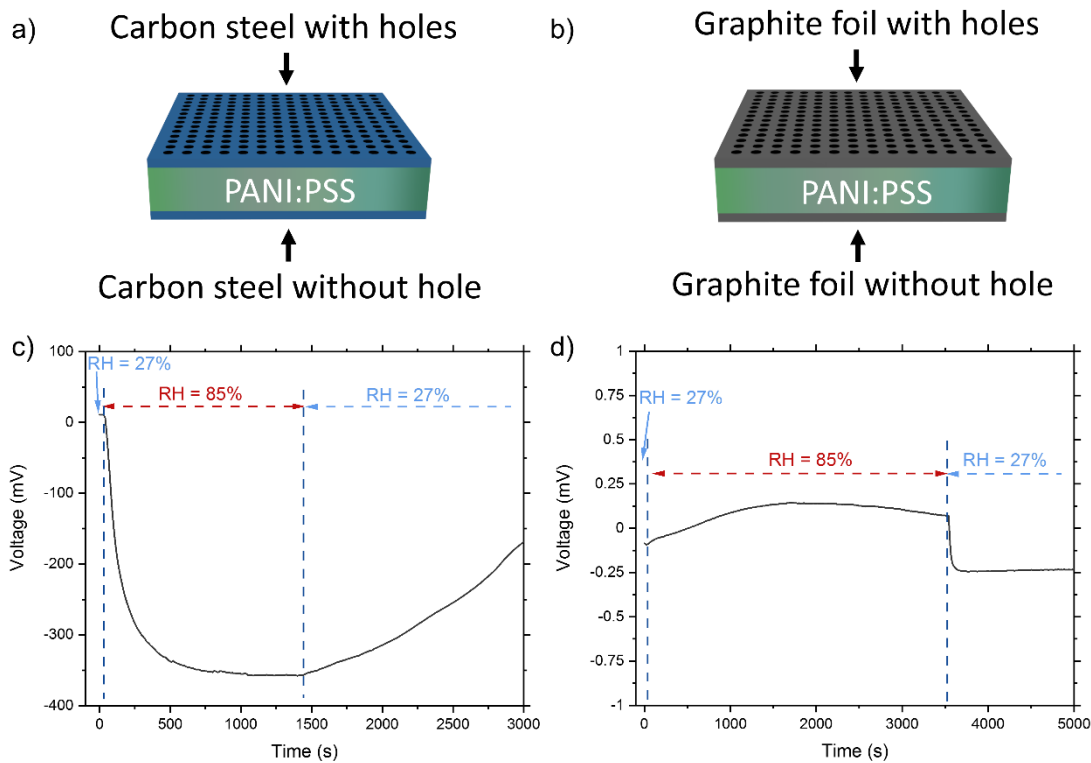 a)
Carbon steel with holes
PANI:PSS
Carbon steel without hole
b)
Graphite foil with holes
PANI:PSS
Graphite foil without hole
c)
100
0
-100
-200
-300
-400
Voltage (mV)
RH = 27%
RH = 85%
RH = 27%
0
500
1000
1500
2000
2500
3000
Time (s)
d)
1
0.75
0.5
0.25
0
-0.25
-0.5
-0.75
-1
Voltage (mV)
RH = 27%
RH = 85%
RH = 27%
0
1000
2000
3000
4000
5000
Time (s)